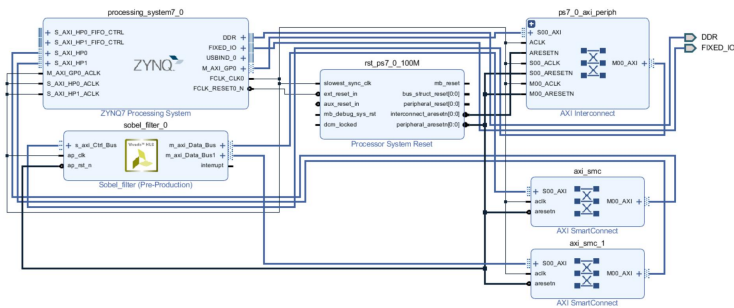 processing_system7_0
S_AXI_HP0_FIFO_CTRL
S_AXI_HP1_FIFO_CTRL
S_AXI_HP0
S_AXI_HP1
M_AXI_GP0_ACLK
S_AXI_HP0_ACLK
S_AXI_HP1_ACLK
ZYNQ
DDR
FIXED_IO
USBIND_0
M_AXI_GP0
FCLK_CLK0
FCLK_RESET0_N
ZYNQ7 Processing System
rst_ps7_0_100M
slowest_sync_clk
ext_reset_in
aux_reset_in
mb_debug_sys_rst
dcm_locked
mb_reset
bus_struct_reset[0:0]
peripheral_reset[0:0]
interconnect_aresetn[0:0]
peripheral_aresetn[0:0]
Processor System Reset
ps7_0_axi_periph
S00_AXI
ACLK
ARESETN
S00_ACLK
S00_ARESETN
M00_ACLK
M00_ARESETN
M00_AXI
AXI Interconnect
DDR
FIXED_IO
sobel_filter_0
s_axi_Ctrl_Bus
ap_clk
ap_rst_n
Vivado™ HLS
m_axi_Data_Bus
m_axi_Data_Bus1
interrupt
Sobel_filter (Pre-Production)
axi_smc
S00_AXI
aclk
aresetn
M00_AXI
AXI SmartConnect
axi_smc_1
S00_AXI
aclk
aresetn
M00_AXI
AXI SmartConnect